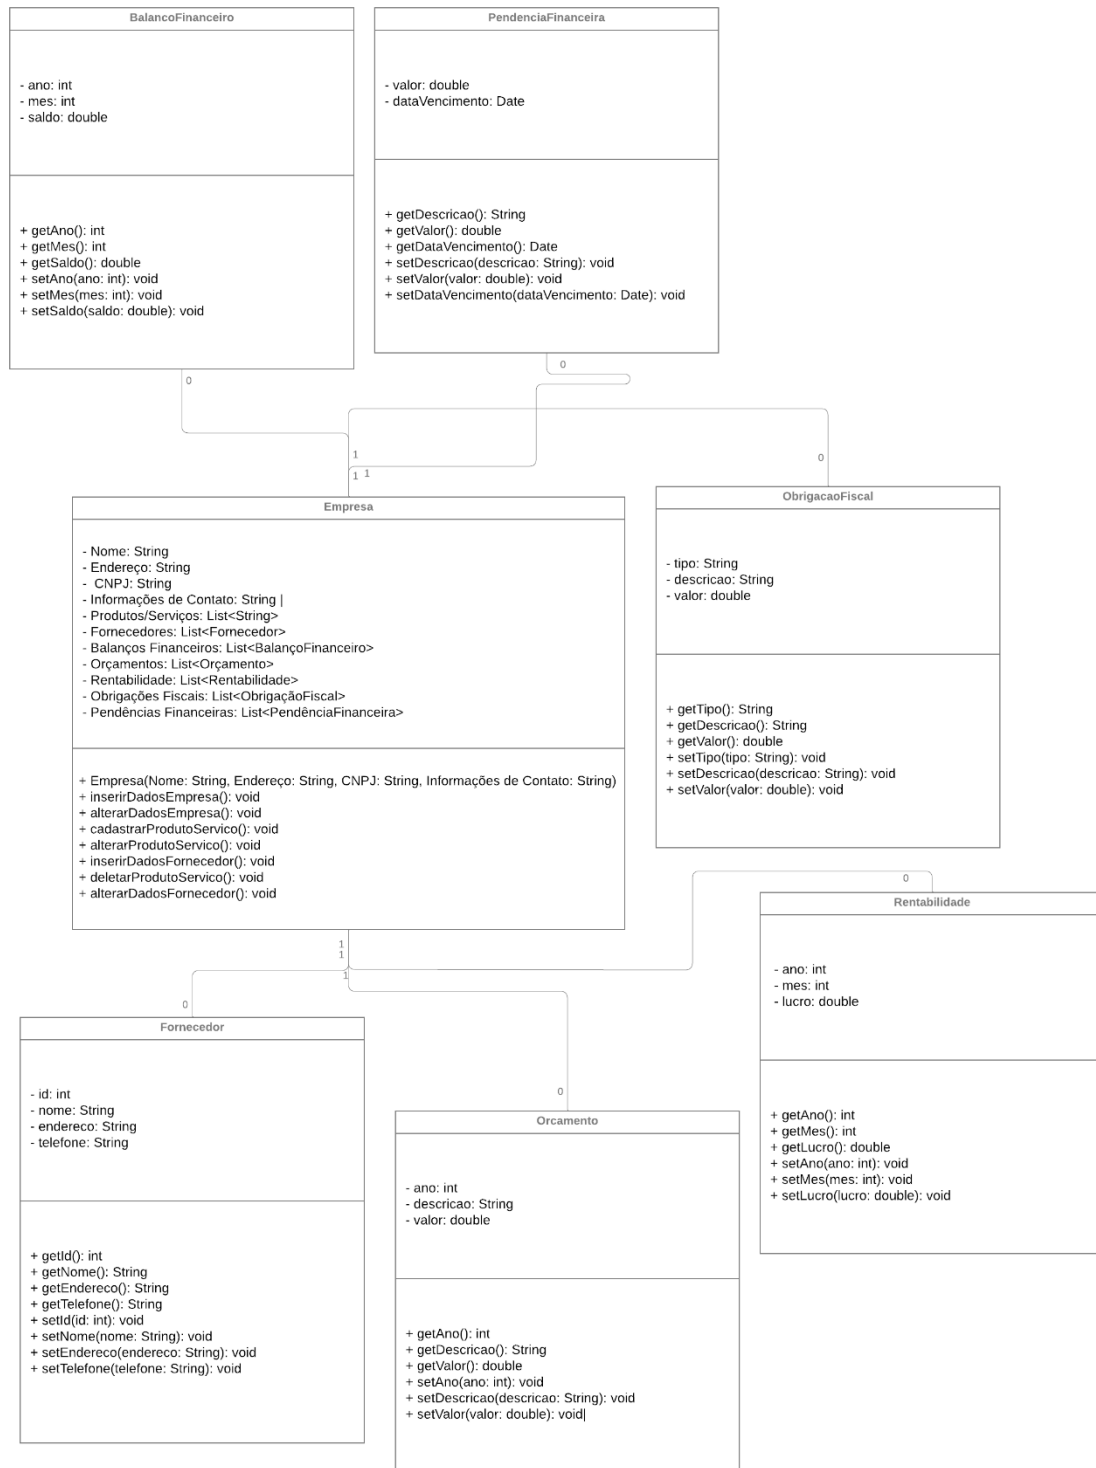 BalancoFinanceiro
- ano: int
- mes: int
- saldo: double
+ getAno(): int
+ getMes(): int
+ getSaldo(): double
+ setAno(ano: int): void
+ setMes(mes: int): void
+ setSaldo(saldo: double): void
PendenciaFinanceira
- valor: double
- dataVencimento: Date
+ getDescricao(): String
+ getValor(): double
+ getDataVencimento(): Date
+ setDescricao(descricao: String): void
+ setValor(valor: double): void
+ setDataVencimento(dataVencimento: Date): void
0
0
1
1 1
0
Empresa
- Nome: String
- Endereço: String
- CNPJ: String
- Informações de Contato: String |
- Produtos/Serviços: List<String>
- Fornecedores: List<Fornecedor>
- Balanços Financeiros: List<BalançoFinanceiro>
- Orçamentos: List<Orçamento>
- Rentabilidade: List<Rentabilidade>
- Obrigações Fiscais: List<ObrigaçãoFiscal>
- Pendências Financeiras: List<PendênciaFinanceira>
+ Empresa(Nome: String, Endereço: String, CNPJ: String, Informações de Contato: String)
+ inserirDadosEmpresa(): void
+ alterarDadosEmpresa(): void
+ cadastrarProdutoServico(): void
+ alterarProdutoServico(): void
+ inserirDadosFornecedor(): void
+ deletarProdutoServico(): void
+ alterarDadosFornecedor(): void
ObrigacaoFiscal
- tipo: String
- descricao: String
- valor: double
+ getTipo(): String
+ getDescricao(): String
+ getValor(): double
+ setTipo(tipo: String): void
+ setDescricao(descricao: String): void
+ setValor(valor: double): void
0
1
1
1
0
0
Rentabilidade
- ano: int
- mes: int
- lucro: double
+ getAno(): int
+ getMes(): int
+ getLucro(): double
+ setAno(ano: int): void
+ setMes(mes: int): void
+ setLucro(lucro: double): void
Fornecedor
- id: int
- nome: String
- endereco: String
- telefone: String
+ getId(): int
+ getNome(): String
+ getEndereco(): String
+ getTelefone(): String
+ setId(id: int): void
+ setNome(nome: String): void
+ setEndereco(endereco: String): void
+ setTelefone(telefone: String): void
Orcamento
- ano: int
- descricao: String
- valor: double
+ getAno(): int
+ getDescricao(): String
+ getValor(): double
+ setAno(ano: int): void
+ setDescricao(descricao: String): void
+ setValor(valor: double): void|